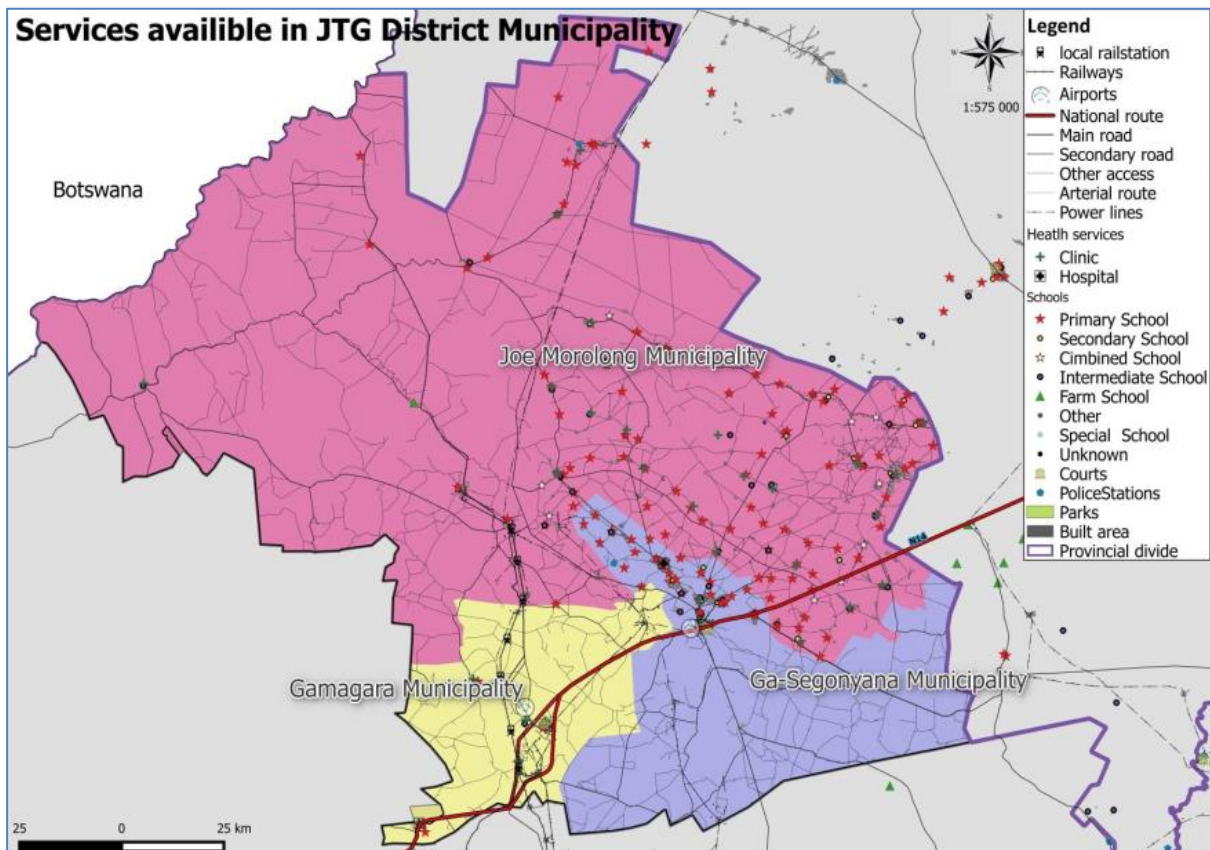 Services availible in JTG District Municipality
N
W
E
S
1:575 000
Botswana
Joe Morolong Municipality
N14
Gamagara Municipality
Ga-Segonyana Municipality
25 0 25 km
Legend
local railstation
Railways
Airports
National route
Main road
Secondary road
Other access
Arterial route
Power lines
Heatlh services
Clinic
Hospital
Schools
Primary School
Secondary School
Cimbined School
Intermediate School
Farm School
Other
Special School
Unknown
Courts
PoliceStations
Parks
Built area
Provincial divide